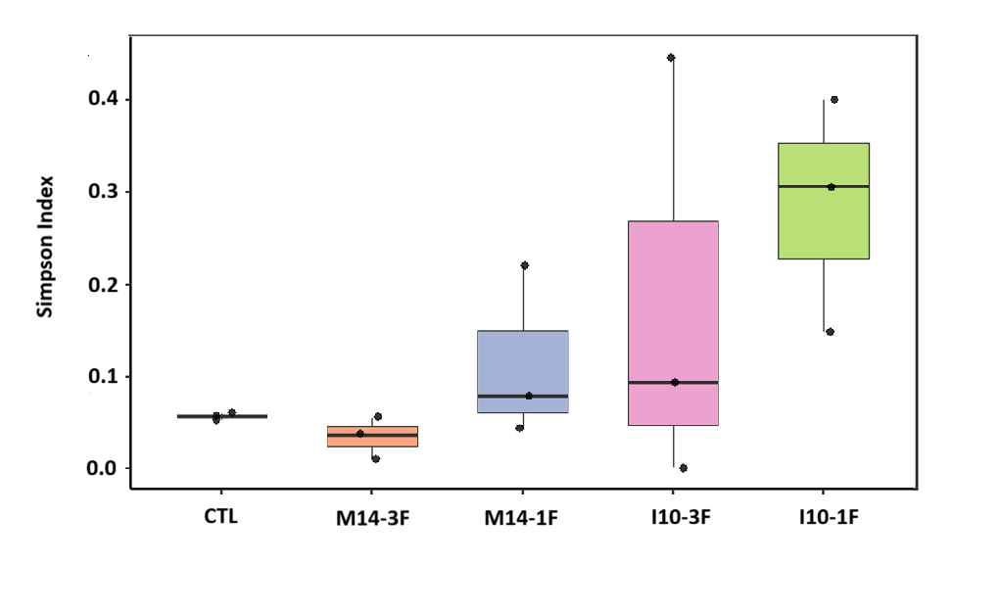 Simpson Index
0.4
0.3
0.2
0.1
0.0
CTL
M14-3F
M14-1F
I10-3F
I10-1F